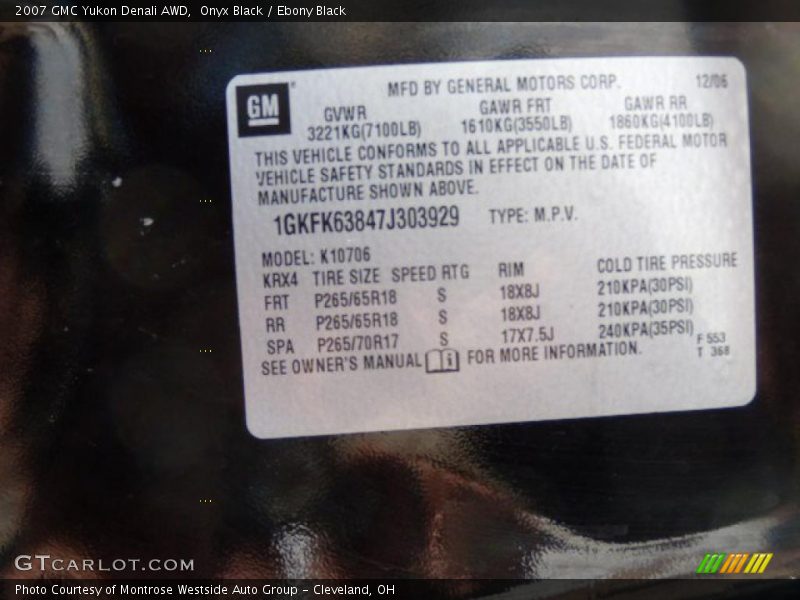 2007 GMC Yukon Denali AWD,  Onyx Black / Ebony Black
GM
MFD BY GENERAL MOTORS CORP. 12/06
GVWR GAWR FRT GAWR RR
3221KG(7100LB) 1610KG(3550LB) 1860KG(4100LB)
THIS VEHICLE CONFORMS TO ALL APPLICABLE U.S. FEDERAL MOTOR
VEHICLE SAFETY STANDARDS IN EFFECT ON THE DATE OF
MANUFACTURE SHOWN ABOVE.
1GKFK63847J303929 TYPE: M.P.V.
MODEL: K10706
KRX4 TIRE SIZE SPEED RTG RIM COLD TIRE PRESSURE
FRT P265/65R18 S 18X8J 210KPA(30PSI)
RR P265/65R18 S 18X8J 210KPA(30PSI)
SPA P265/70R17 S 17X7.5J 240KPA(35PSI)
F 553
SEE OWNER'S MANUAL FOR MORE INFORMATION. T 368
GTCARLOT.COM
Photo Courtesy of Montrose Westside Auto Group - Cleveland, OH